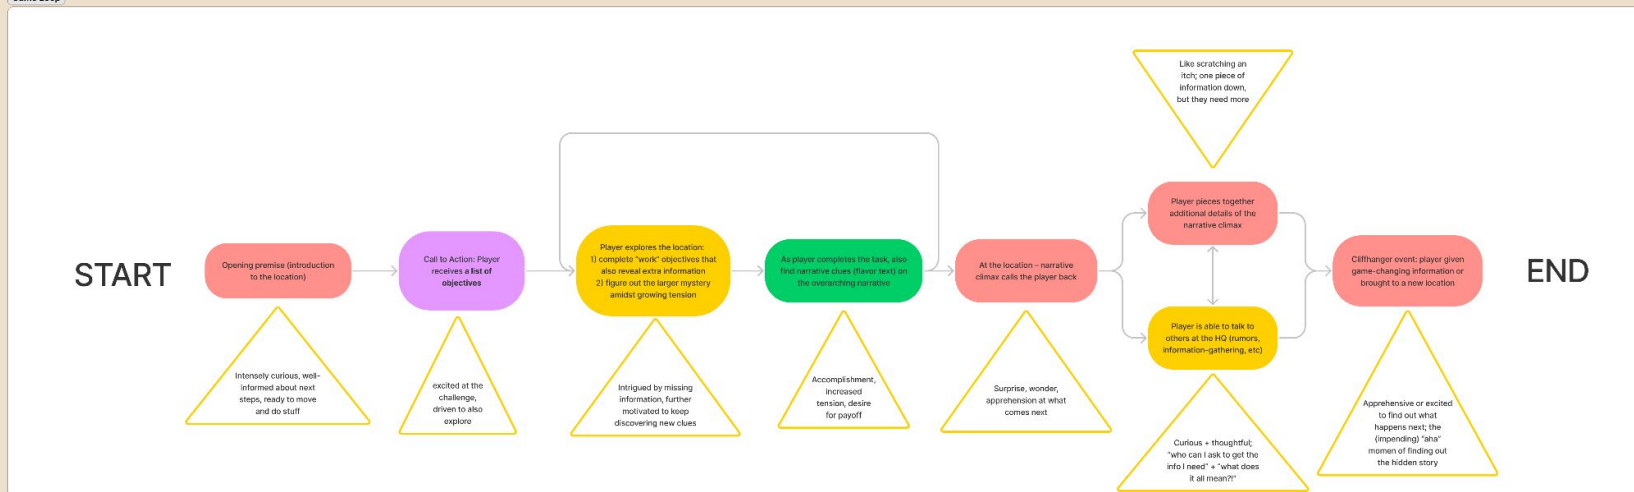 Game Loop
START
Opening premise (introduction
to the location)
Intensely curious, well-
informed about next
steps, ready to move
and do stuff
Call to Action: Player
receives a list of
objectives
excited at the
challenge,
driven to also
explore
Player explores the location:
1) complete "work" objectives that
also reveal extra information
2) figure out the larger mystery
amidst growing tension
Intrigued by missing
information, further
motivated to keep
discovering new clues
As player completes the task, also
find narrative clues (flavor text) on
the overarching narrative
Accomplishment,
increased
tension, desire
for payoff
At the location – narrative
climax calls the player back
Surprise, wonder,
apprehension at what
comes next
Like scratching an
itch; one piece of
information down,
but they need more
Player pieces together
additional details of the
narrative climax
Player is able to talk to
others at the HQ (rumors,
information-gathering, etc)
Curious + thoughtful;
"who can I ask to get the
info I need" + "what does
it all mean?!"
Cliffhanger event: player given
game-changing information or
brought to a new location
Apprehensive or excited
to find out what
happens next; the
(impending) "aha"
momen of finding out
the hidden story
END